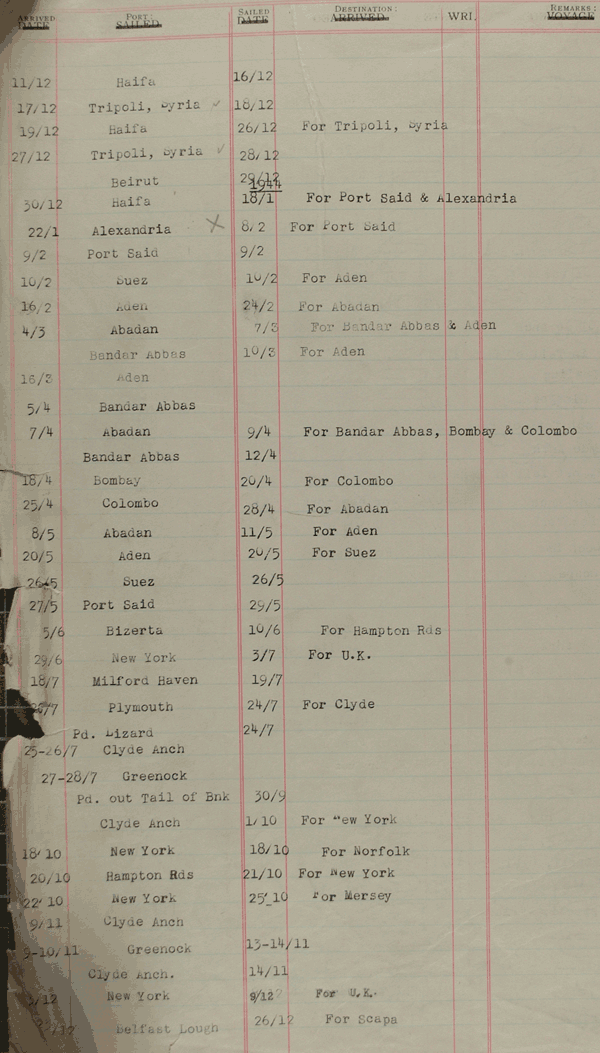 ARRIVED DATE PORT: SAILED SAILED DATE DESTINATION: ARRIVED WRI. REMARKS: VOYAGE
11/12 Haifa 16/12
17/12 Tripoli, Syria ✓ 18/12
19/12 Haifa 26/12 For Tripoli, Syria
27/12 Tripoli, Syria ✓ 28/12
Beirut 29/12
1944
30/12 Haifa 18/1 For Port Said & Alexandria
22/1 Alexandria X 8/2 For Port Said
9/2 Port Said 9/2
10/2 Suez 10/2 For Aden
16/2 Aden 24/2 For Abadan
4/3 Abadan 7/3 For Bandar Abbas & Aden
Bandar Abbas 10/3 For Aden
16/3 Aden
5/4 Bandar Abbas
7/4 Abadan 9/4 For Bandar Abbas, Bombay & Colombo
Bandar Abbas 12/4
18/4 Bombay 20/4 For Colombo
25/4 Colombo 28/4 For Abadan
8/5 Abadan 11/5 For Aden
20/5 Aden 20/5 For Suez
26/5 Suez 26/5
27/5 Port Said 29/5
5/6 Bizerta 10/6 For Hampton Rds
29/6 New York 3/7 For U.K.
18/7 Milford Haven 19/7
/7 Plymouth 24/7 For Clyde
Pd. Lizard 24/7
25-26/7 Clyde Anch
27-28/7 Greenock
Pd. out Tail of Bnk 30/9
Clyde Anch 1/10 For New York
18/10 New York 18/10 For Norfolk
20/10 Hampton Rds 21/10 For New York
22/10 New York 25/10 For Mersey
9/11 Clyde Anch
9-10/11 Greenock 13-14/11
Clyde Anch. 14/11
/12 New York 9/12 For U.K.
/12 Belfast Lough 26/12 For Scapa